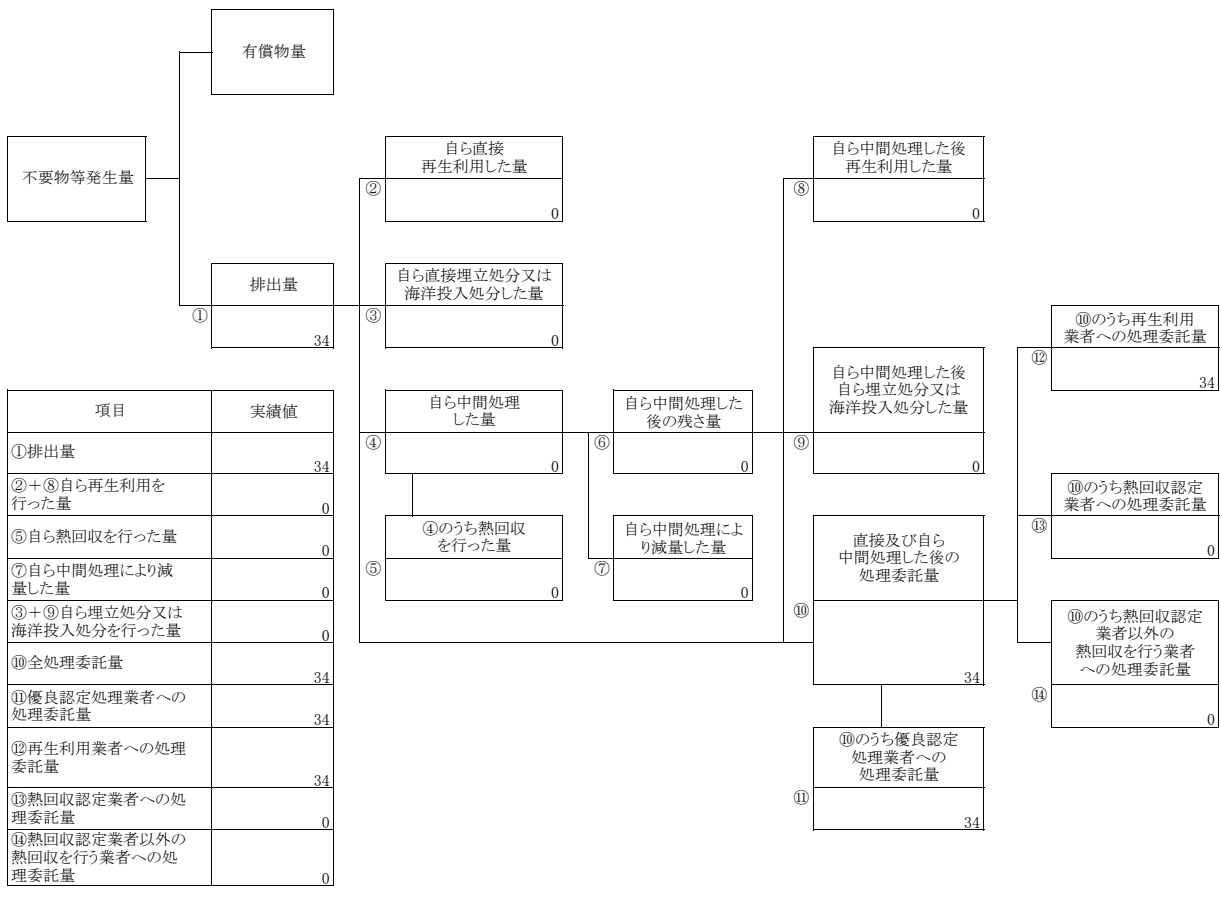 有償物量
不要物等発生量
排出量
①
34
自ら直接
再生利用した量
②
0
自ら直接埋立処分又は
海洋投入処分した量
③
0
自ら中間処理
した量
④
0
④のうち熱回収
を行った量
⑤
0
自ら中間処理した
後の残さ量
⑥
0
自ら中間処理によ
り減量した量
⑦
0
自ら中間処理した後
再生利用した量
⑧
0
自ら中間処理した後
自ら埋立処分又は
海洋投入処分した量
⑨
0
直接及び自ら
中間処理した後の
処理委託量
⑩
34
⑩のうち優良認定
処理業者への
処理委託量
⑪
34
⑩のうち再生利用
業者への処理委託量
⑫
34
⑩のうち熱回収認定
業者への処理委託量
⑬
0
⑩のうち熱回収認定
業者以外の
熱回収を行う業者
への処理委託量
⑭
0
項目 実績値
①排出量
34
②+⑧自ら再生利用を
行った量
0
⑤自ら熱回収を行った量
0
⑦自ら中間処理により減
量した量
0
③+⑨自ら埋立処分又は
海洋投入処分を行った量
0
⑩全処理委託量
34
⑪優良認定処理業者への
処理委託量
34
⑫再生利用業者への処理
委託量
34
⑬熱回収認定業者への処
理委託量
0
⑭熱回収認定業者以外の
熱回収を行う業者への処
理委託量
0